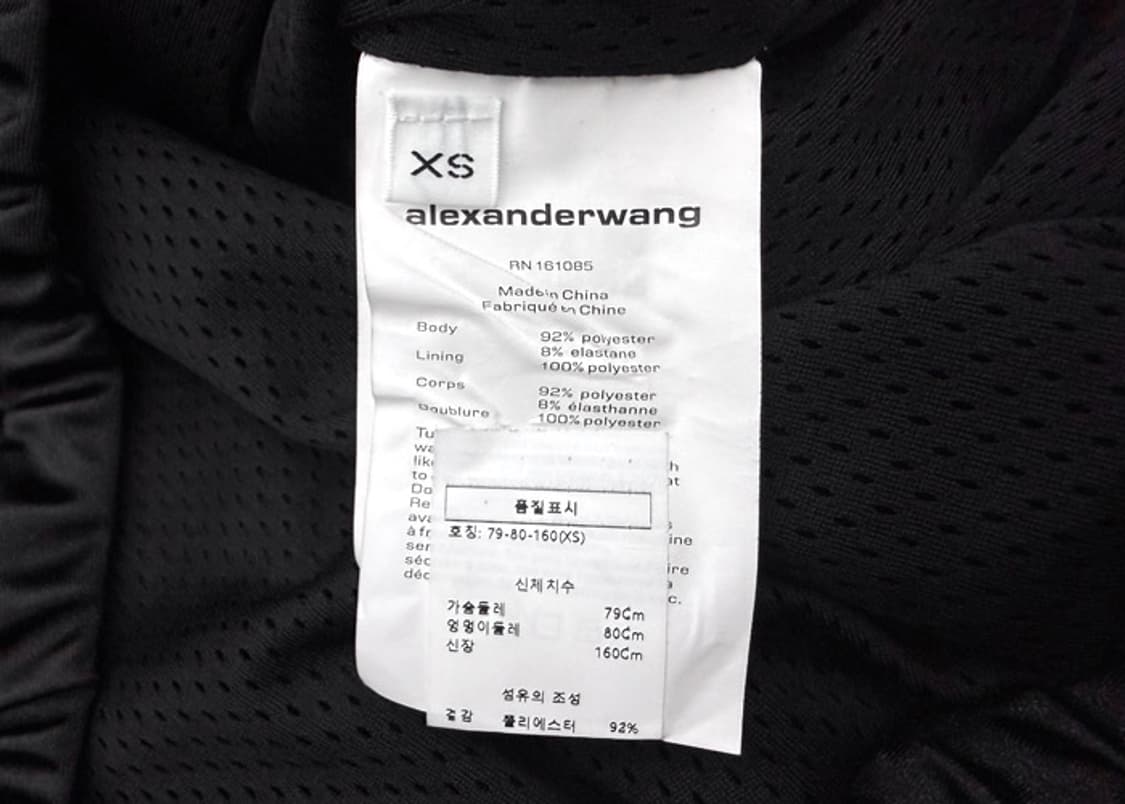 XS
alexanderwang
RN 161085
Made in China
Fabriqué en Chine
Body 92% polyester
8% elastane
Lining 100% polyester
Corps 92% polyester
8% élasthanne
Doublure 100% polyester
품질표시
호칭: 79-80-160(XS)
신체치수
가슴둘레 79Cm
엉덩이둘레 80Cm
신장 160Cm
섬유의 조성
겉감 폴리에스터 92%